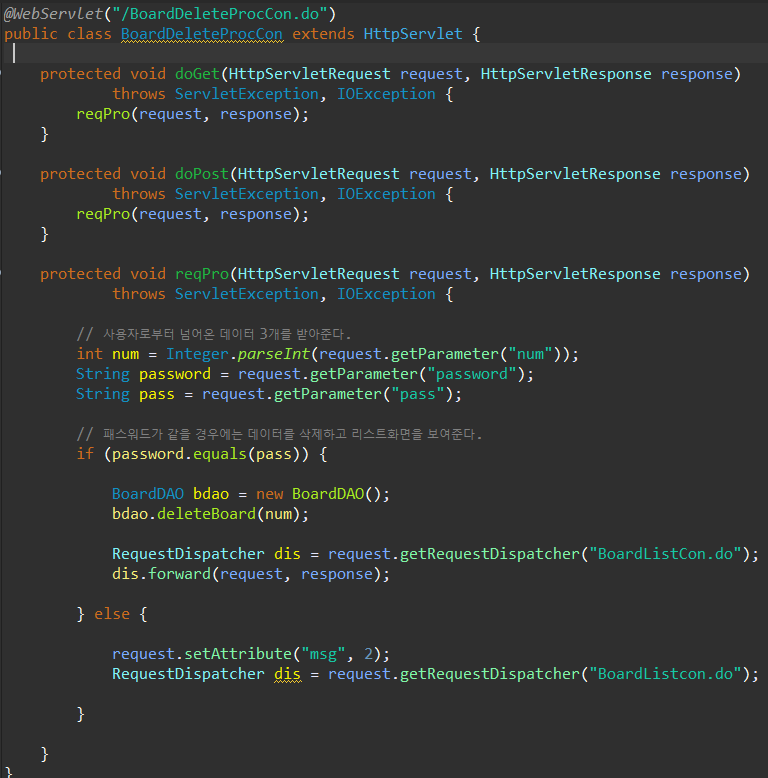 @WebServlet("/BoardDeleteProcCon.do")
public class BoardDeleteProcCon extends HttpServlet {
protected void doGet(HttpServletRequest request, HttpServletResponse response)
throws ServletException, IOException {
reqPro(request, response);
}
protected void doPost(HttpServletRequest request, HttpServletResponse response)
throws ServletException, IOException {
reqPro(request, response);
}
protected void reqPro(HttpServletRequest request, HttpServletResponse response)
throws ServletException, IOException {
// 사용자로부터 넘어온 데이터 3개를 받아준다.
int num = Integer.parseInt(request.getParameter("num"));
String password = request.getParameter("password");
String pass = request.getParameter("pass");
// 패스워드가 같을 경우에는 데이터를 삭제하고 리스트화면을 보여준다.
if (password.equals(pass)) {
BoardDAO bdao = new BoardDAO();
bdao.deleteBoard(num);
RequestDispatcher dis = request.getRequestDispatcher("BoardListCon.do");
dis.forward(request, response);
} else {
request.setAttribute("msg", 2);
RequestDispatcher dis = request.getRequestDispatcher("BoardListcon.do");
}
}
}